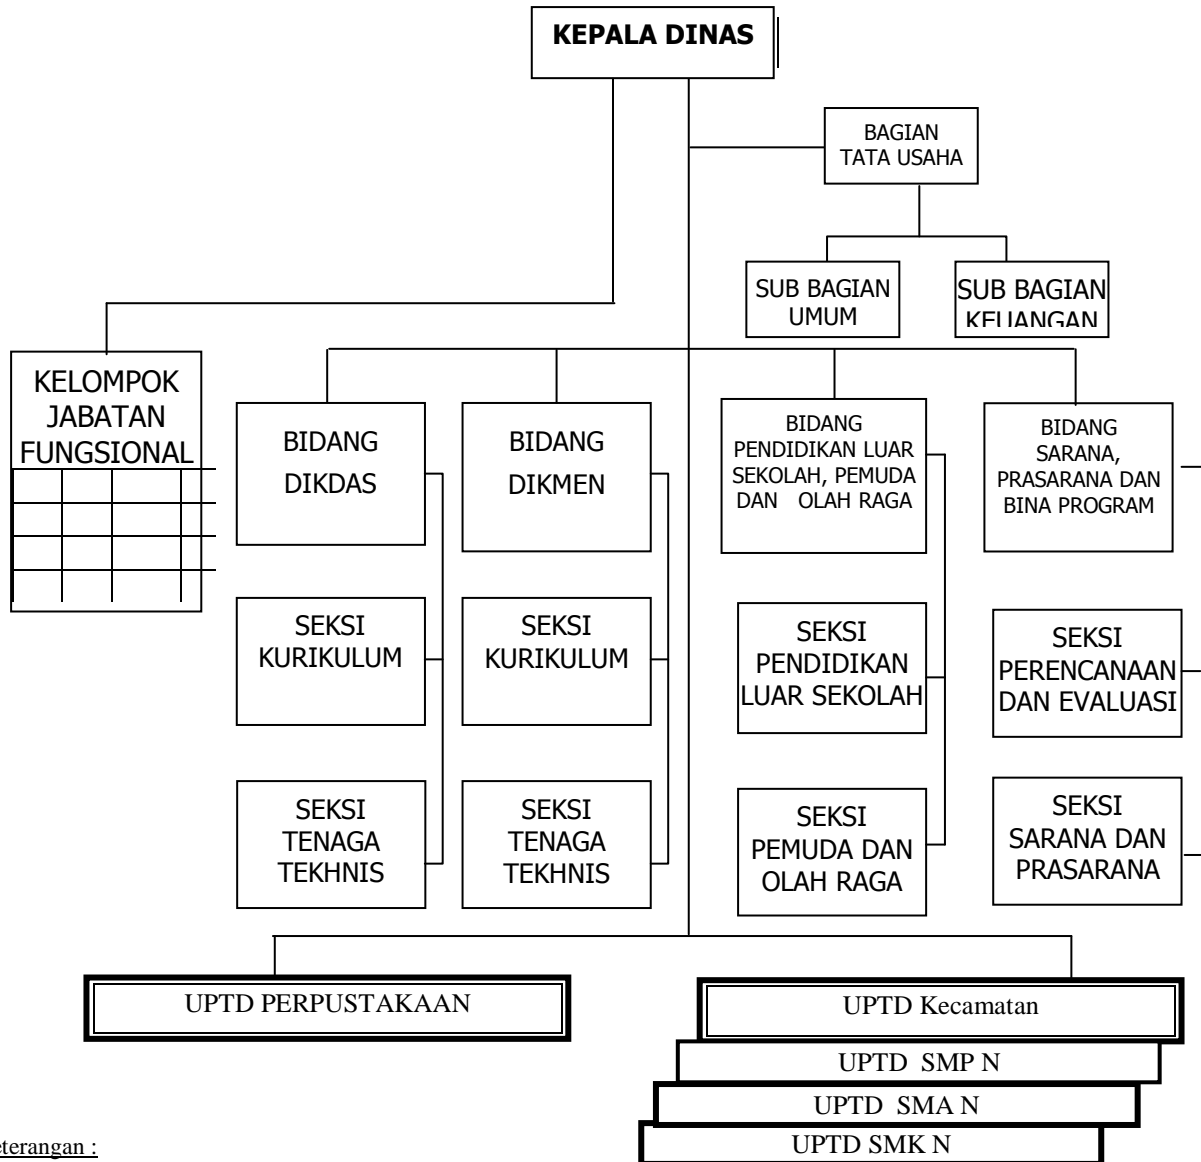 KEPALA DINAS
BAGIAN
TATA USAHA
SUB BAGIAN
UMUM
SUB BAGIAN
KEUANGAN
KELOMPOK
JABATAN
FUNGSIONAL
BIDANG
DIKDAS
BIDANG
DIKMEN
BIDANG
PENDIDIKAN LUAR
SEKOLAH, PEMUDA
DAN OLAH RAGA
BIDANG
SARANA,
PRASARANA DAN
BINA PROGRAM
SEKSI
KURIKULUM
SEKSI
KURIKULUM
SEKSI
PENDIDIKAN
LUAR SEKOLAH
SEKSI
PERENCANAAN
DAN EVALUASI
SEKSI
TENAGA
TEKHNIS
SEKSI
TENAGA
TEKHNIS
SEKSI
PEMUDA DAN
OLAH RAGA
SEKSI
SARANA DAN
PRASARANA
UPTD PERPUSTAKAAN
UPTD Kecamatan
UPTD SMP N
UPTD SMA N
UPTD SMK N
eterangan :